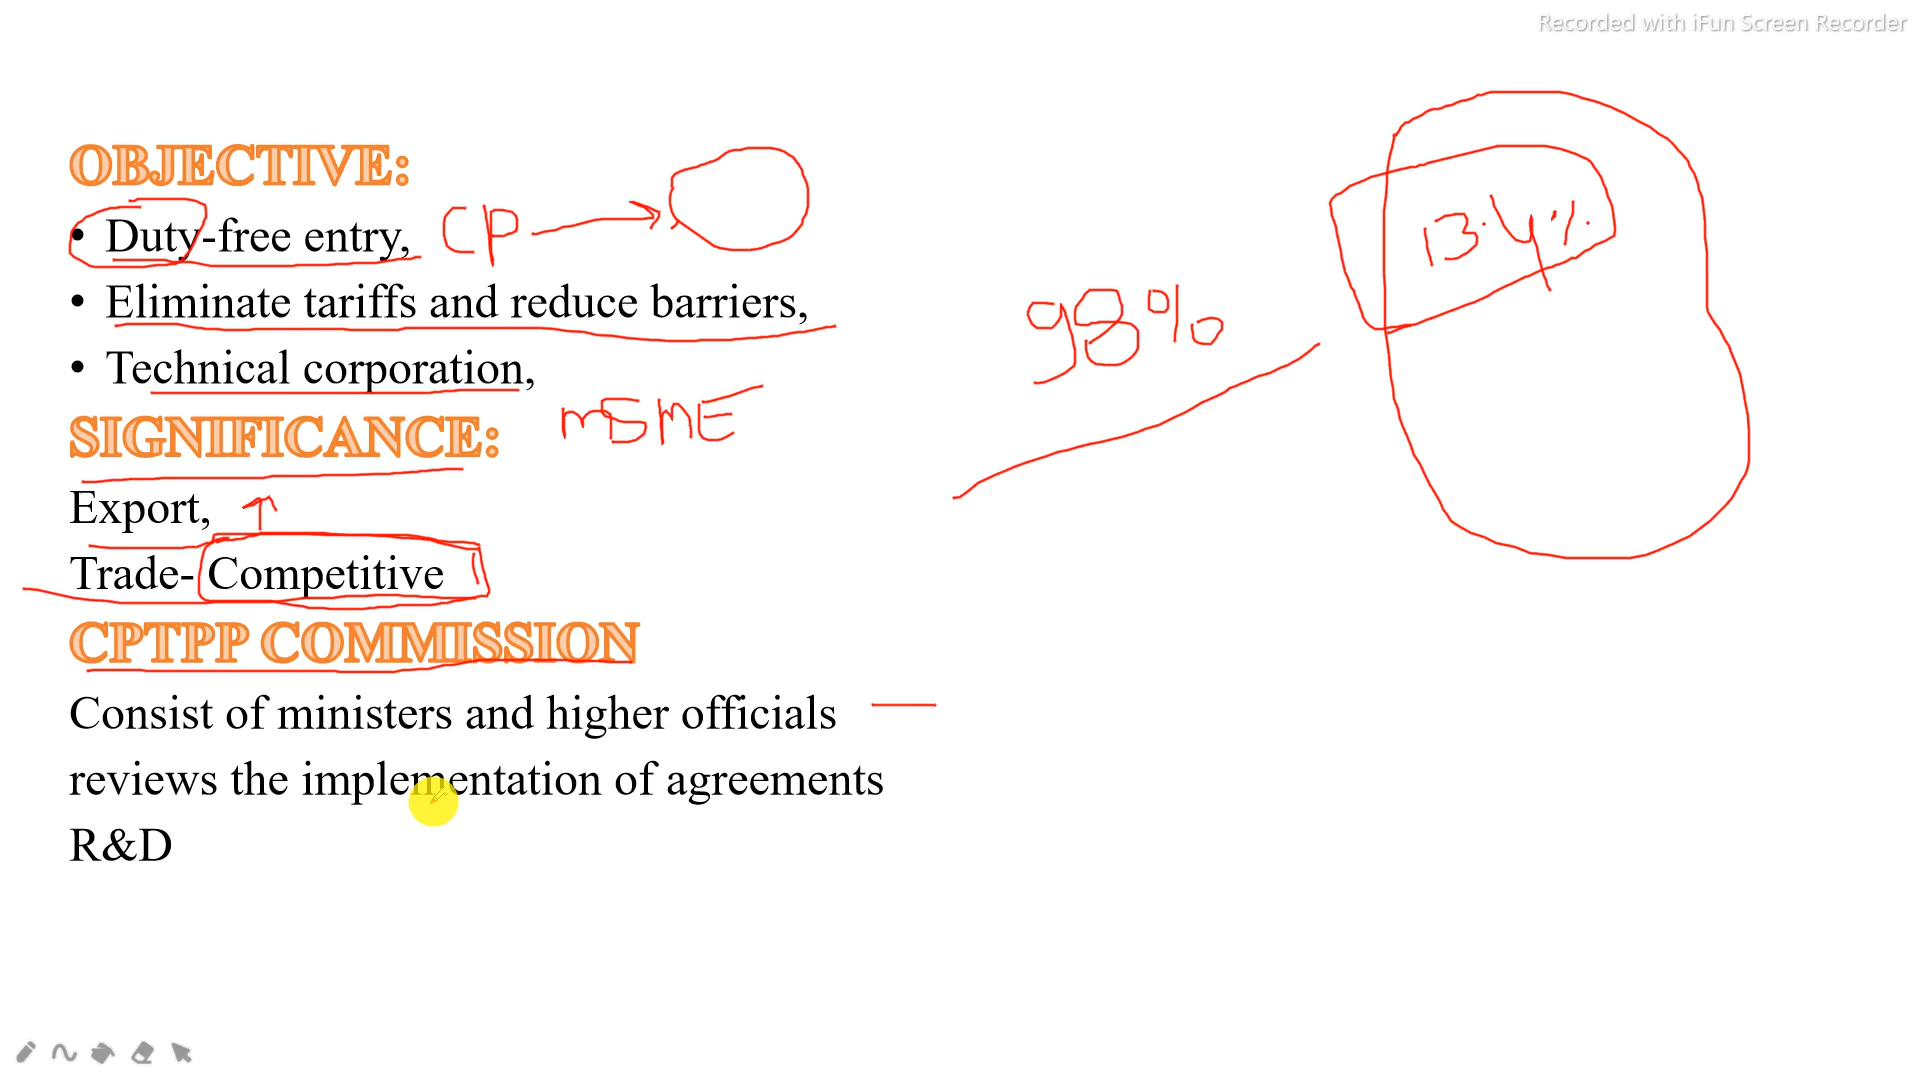 Recorded with iFun Screen Recorder
OBJECTIVE:
• Duty-free entry, CP
• Eliminate tariffs and reduce barriers,
• Technical corporation,
SIGNIFICANCE: mSME
Export,
Trade- Competitive
CPTPP COMMISSION
Consist of ministers and higher officials
reviews the implementation of agreements
R&D
98%
13.4%